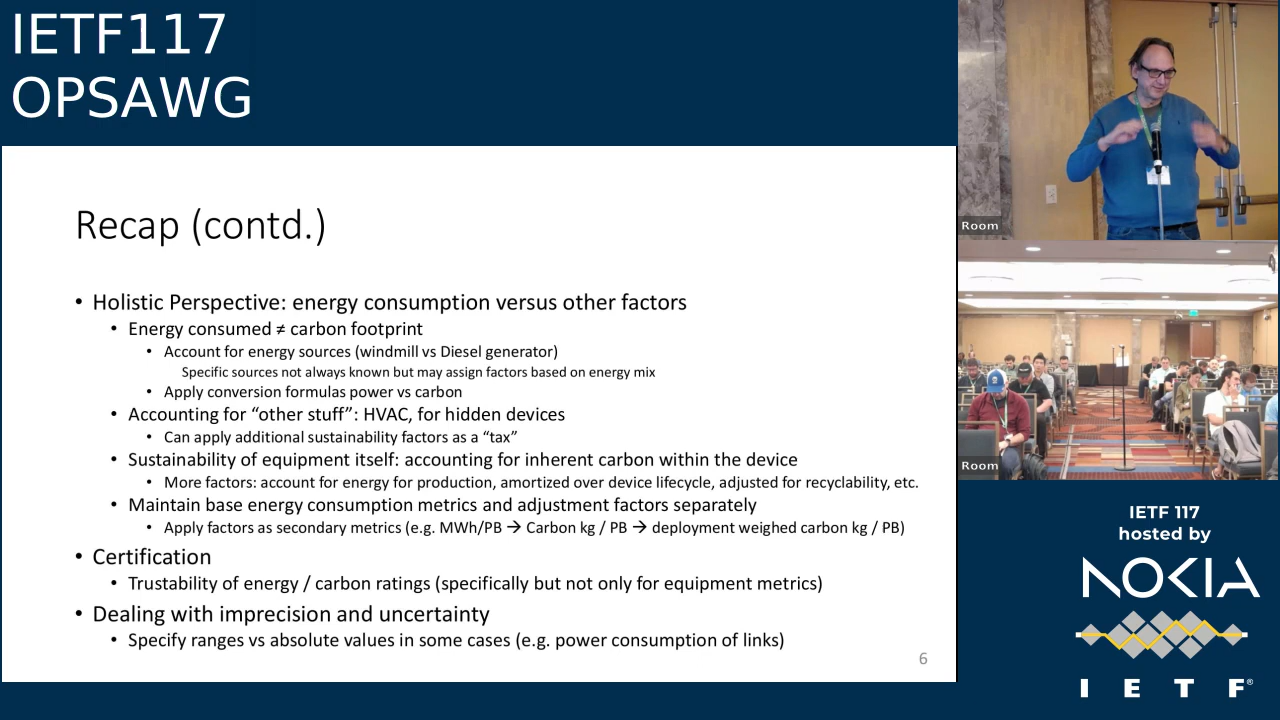 IETF117
OPSAWG
Recap (contd.)
• Holistic Perspective: energy consumption versus other factors
• Energy consumed ≠ carbon footprint
• Account for energy sources (windmill vs Diesel generator)
Specific sources not always known but may assign factors based on energy mix
• Apply conversion formulas power vs carbon
• Accounting for “other stuff”: HVAC, for hidden devices
• Can apply additional sustainability factors as a “tax”
• Sustainability of equipment itself: accounting for inherent carbon within the device
• More factors: account for energy for production, amortized over device lifecycle, adjusted for recyclability, etc.
• Maintain base energy consumption metrics and adjustment factors separately
• Apply factors as secondary metrics (e.g. MWh/PB → Carbon kg / PB → deployment weighed carbon kg / PB)
• Certification
• Trustability of energy / carbon ratings (specifically but not only for equipment metrics)
• Dealing with imprecision and uncertainty
• Specify ranges vs absolute values in some cases (e.g. power consumption of links)
6
Room
Room
IETF 117
hosted by
NOKIA
I E T F®